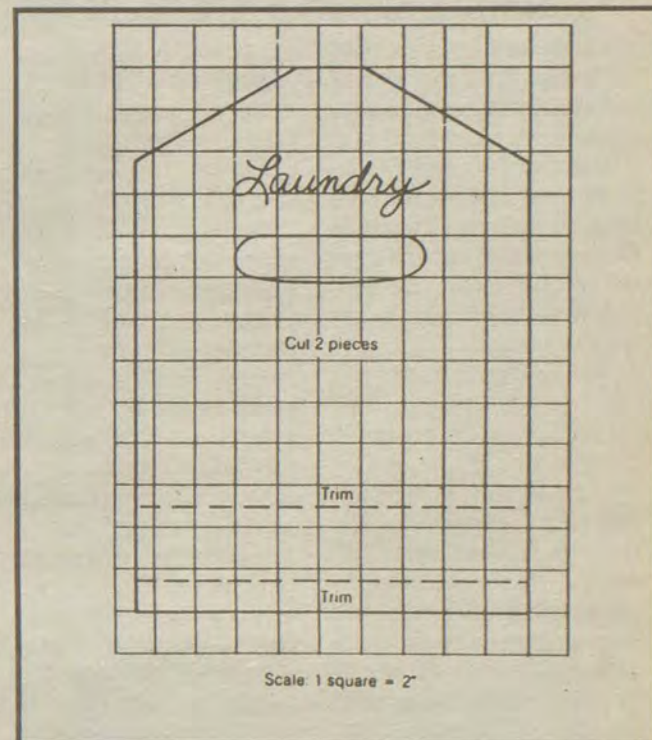 Laundry
Cut 2 pieces
Trim
Trim
Scale: 1 square = 2"